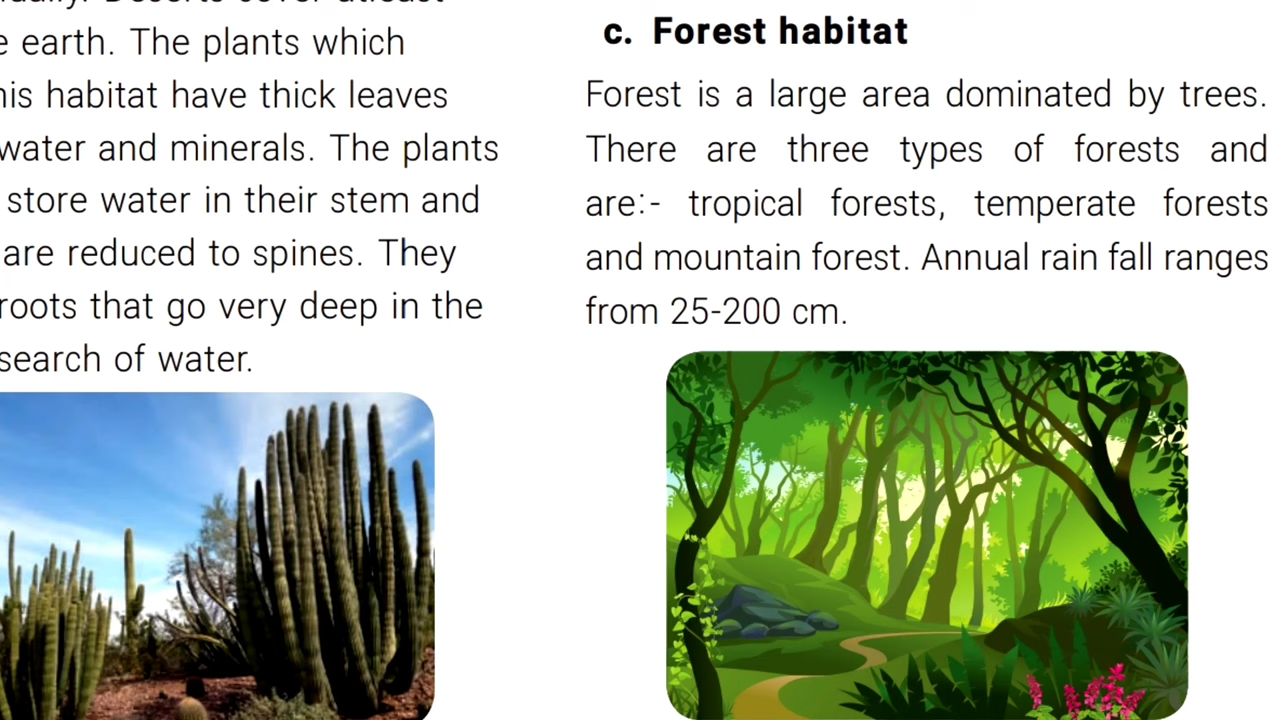 e earth. The plants which
his habitat have thick leaves
water and minerals. The plants
store water in their stem and
are reduced to spines. They
roots that go very deep in the
search of water.
c. Forest habitat
Forest is a large area dominated by trees.
There are three types of forests and
are:- tropical forests, temperate forests
and mountain forest. Annual rain fall ranges
from 25-200 cm.